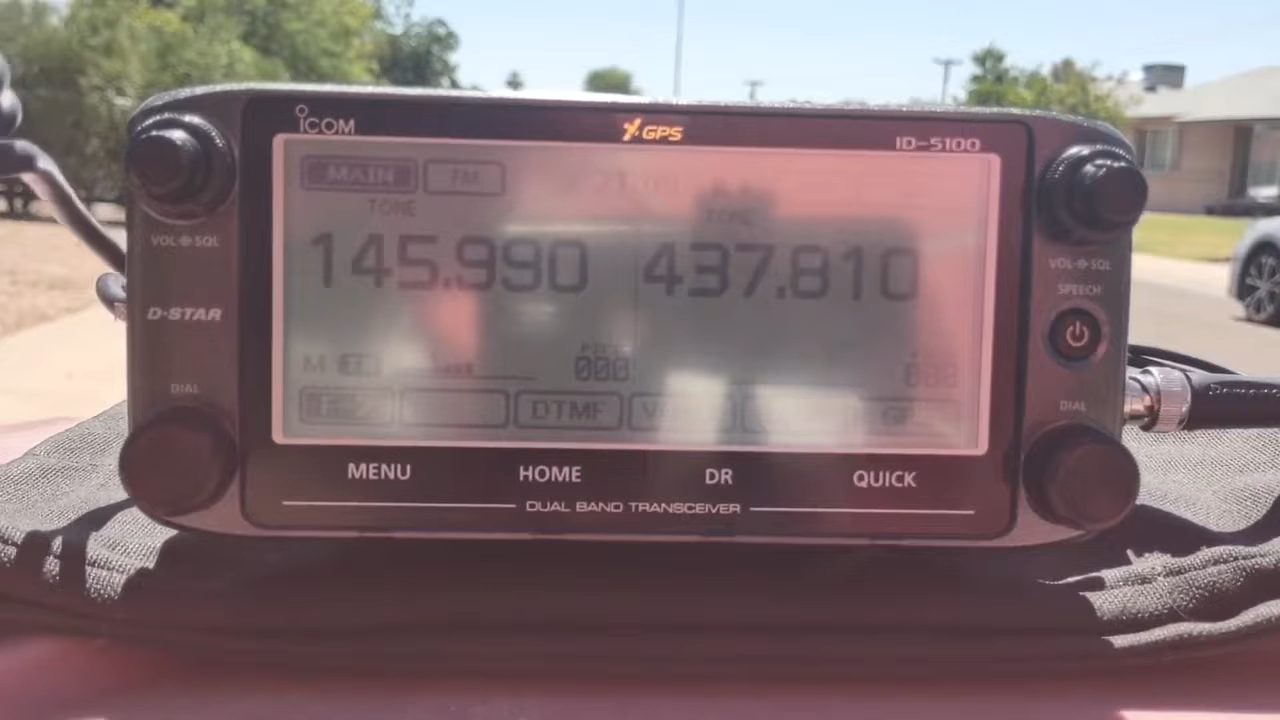 ICOM
GPS
ID-5100
MAIN
FM
TONE
TONE
145.990
437.810
VOL SQL
VOL SQL
SPEECH
D-STAR
M
000
DTMF
DIAL
DIAL
MENU
HOME
DR
QUICK
DUAL BAND TRANSCEIVER